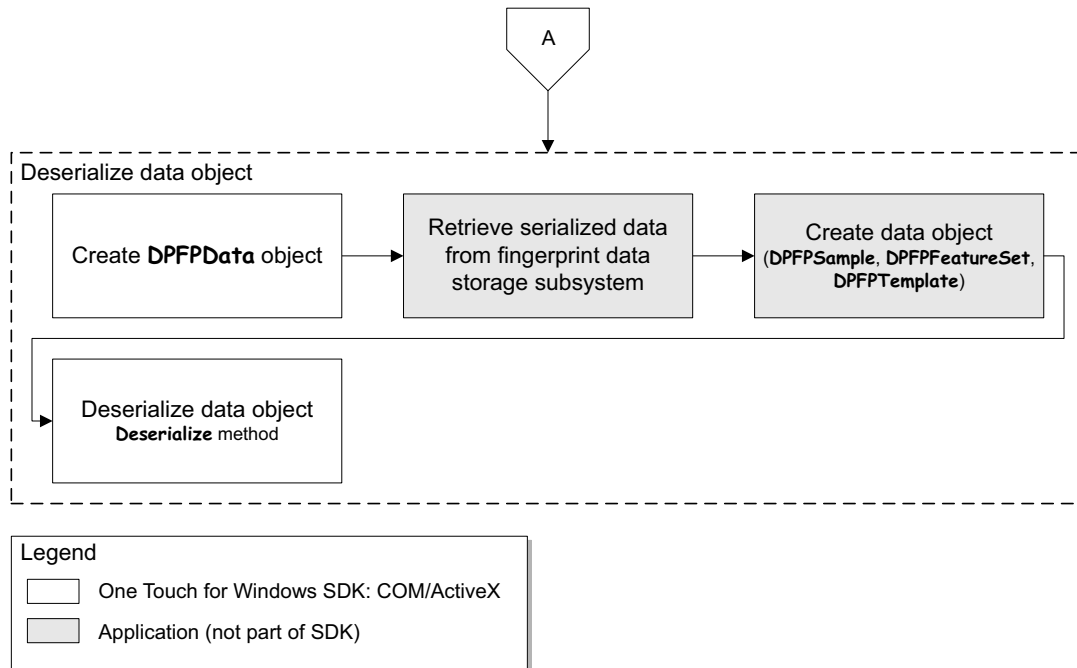 A
Deserialize data object
Create DPFPData object
Retrieve serialized data
from fingerprint data
storage subsystem
Create data object
(DPFPSample, DPFPFeatureSet,
DPFPTemplate)
Deserialize data object
Deserialize method
Legend
One Touch for Windows SDK: COM/ActiveX
Application (not part of SDK)